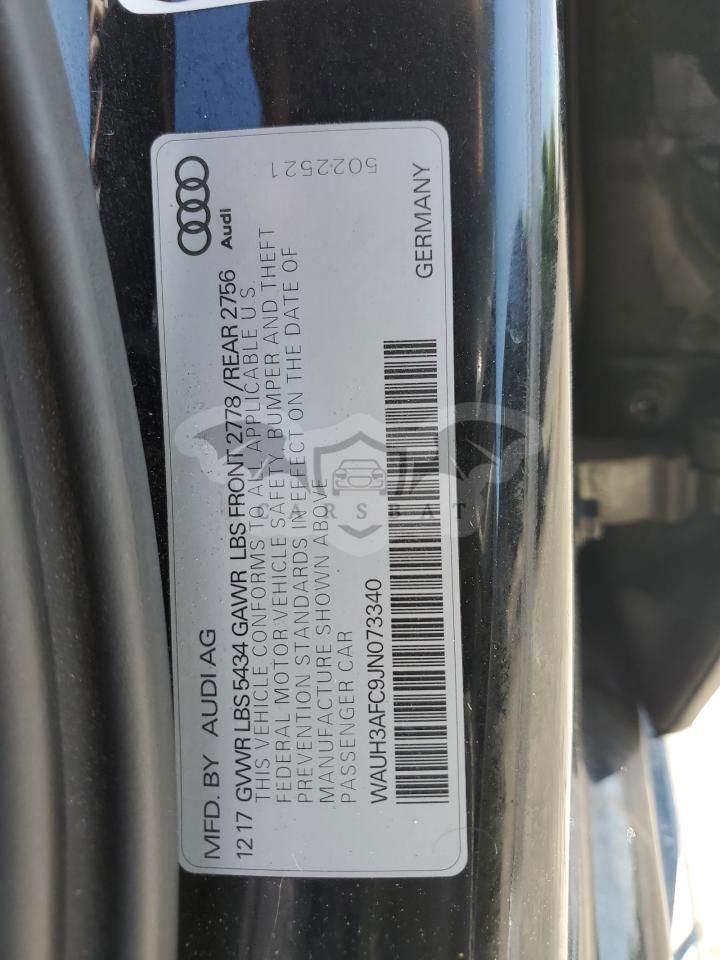 MFD. BY AUDI AG
Audi
12 17 GVWR LBS 5434 GAWR LBS FRONT 2778 /REAR 2756
THIS VEHICLE CONFORMS TO ALL APPLICABLE U.S.
FEDERAL MOTOR VEHICLE SAFETY BUMPER AND THEFT
PREVENTION STANDARDS IN EFFECT ON THE DATE OF
MANUFACTURE SHOWN ABOVE
PASSENGER CAR
5022521
WAUH3AFC9JN073340
GERMANY
CARSBAT